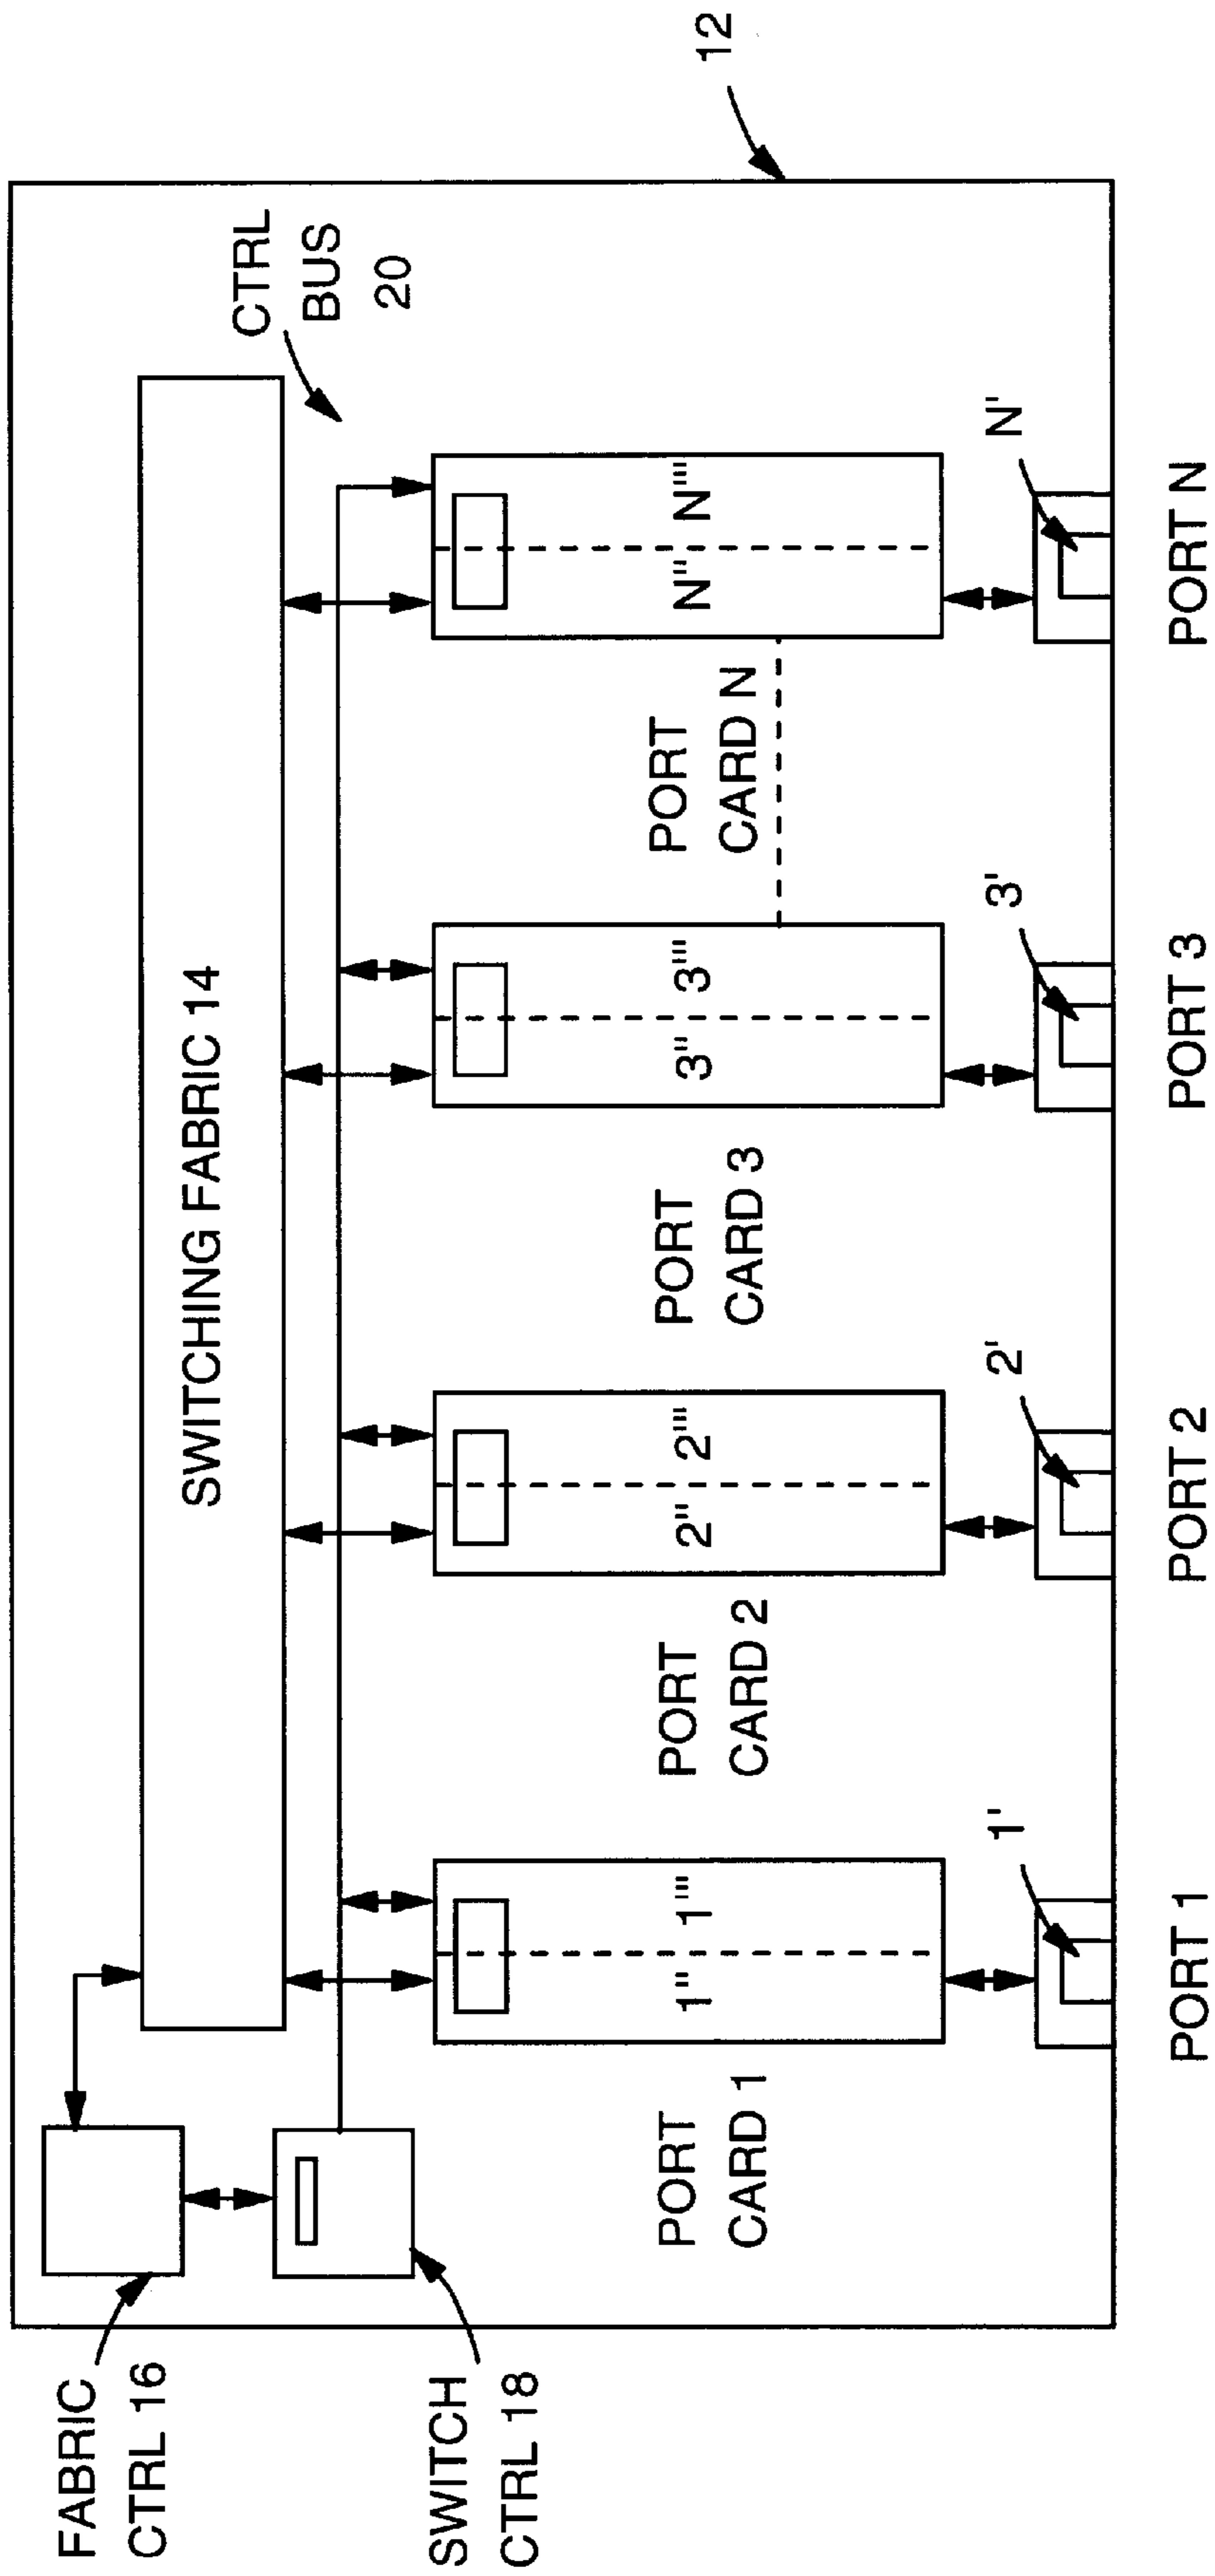 FABRIC
CTRL 16
SWITCH
CTRL 18
SWITCHING FABRIC 14
CTRL
BUS
20
12
PORT
CARD 1
1" 1'''
PORT
CARD 2
2" 2'''
PORT
CARD 3
3" 3'''
PORT
CARD N
N" N'''
1'
2'
3'
N'
PORT 1
PORT 2
PORT 3
PORT N